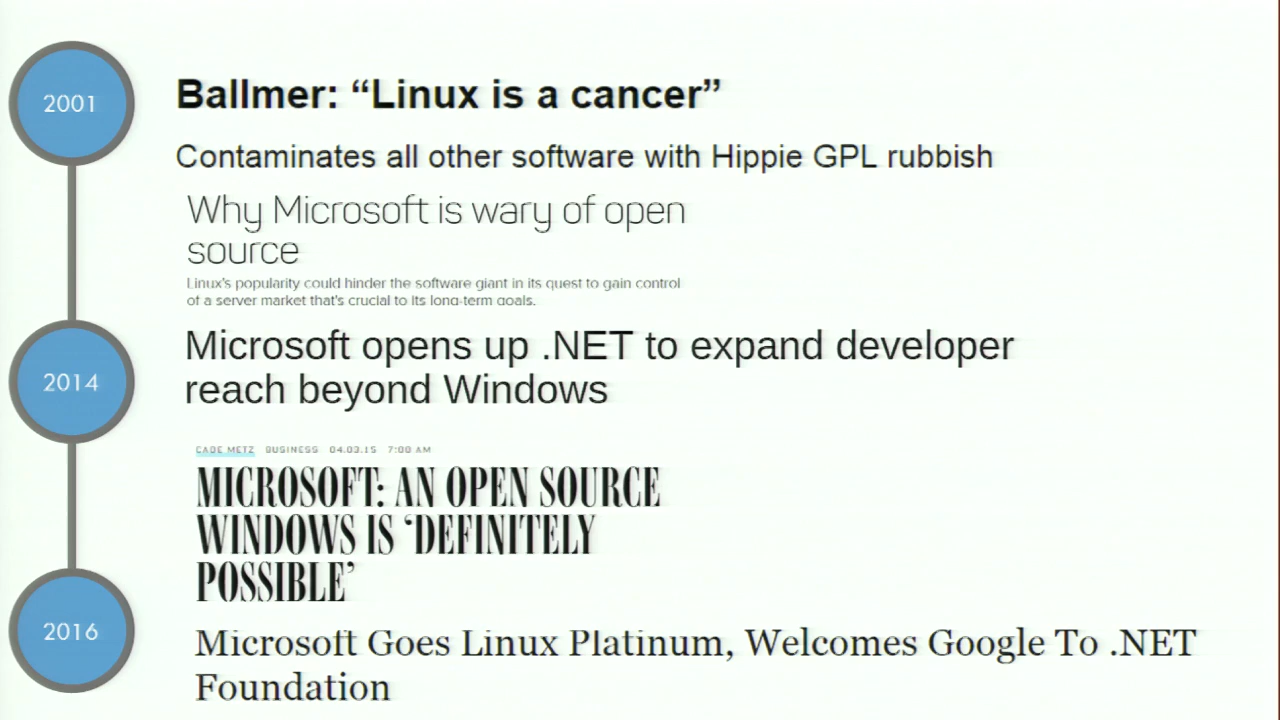 2001
Ballmer: “Linux is a cancer”
Contaminates all other software with Hippie GPL rubbish
Why Microsoft is wary of open
source
Linux's popularity could hinder the software giant in its quest to gain control
of a server market that's crucial to its long-term goals.
2014
Microsoft opens up .NET to expand developer
reach beyond Windows
CADE METZ BUSINESS 04.03.15 7:00 AM
MICROSOFT: AN OPEN SOURCE
WINDOWS IS ‘DEFINITELY
POSSIBLE’
2016
Microsoft Goes Linux Platinum, Welcomes Google To .NET
Foundation